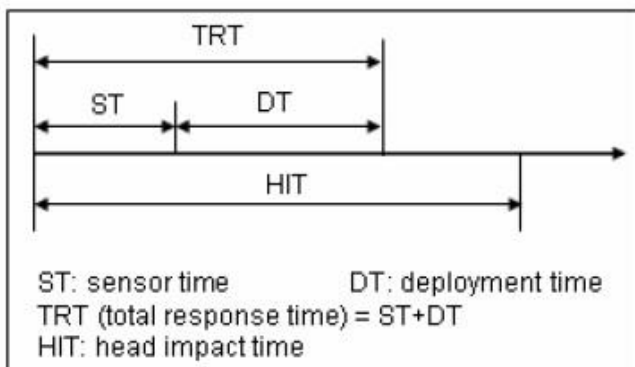 TRT
ST DT
HIT
ST: sensor time DT: deployment time
TRT (total response time) = ST+DT
HIT: head impact time